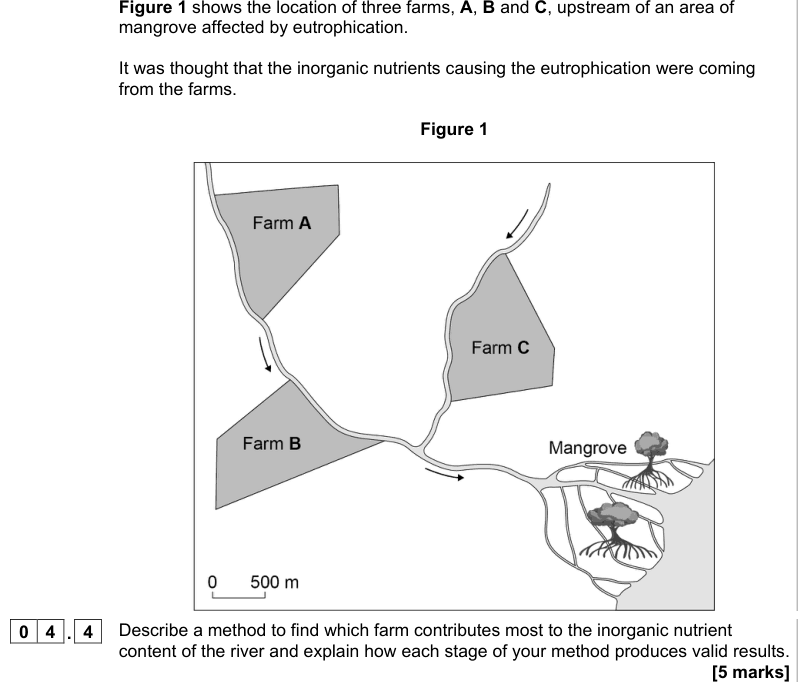 Figure 1 shows the location of three farms, A, B and C, upstream of an area of
mangrove affected by eutrophication.
It was thought that the inorganic nutrients causing the eutrophication were coming
from the farms.
Figure 1
Farm A
Farm C
Farm B
Mangrove
0 500 m
0 4 . 4 Describe a method to find which farm contributes most to the inorganic nutrient
content of the river and explain how each stage of your method produces valid results.
[5 marks]